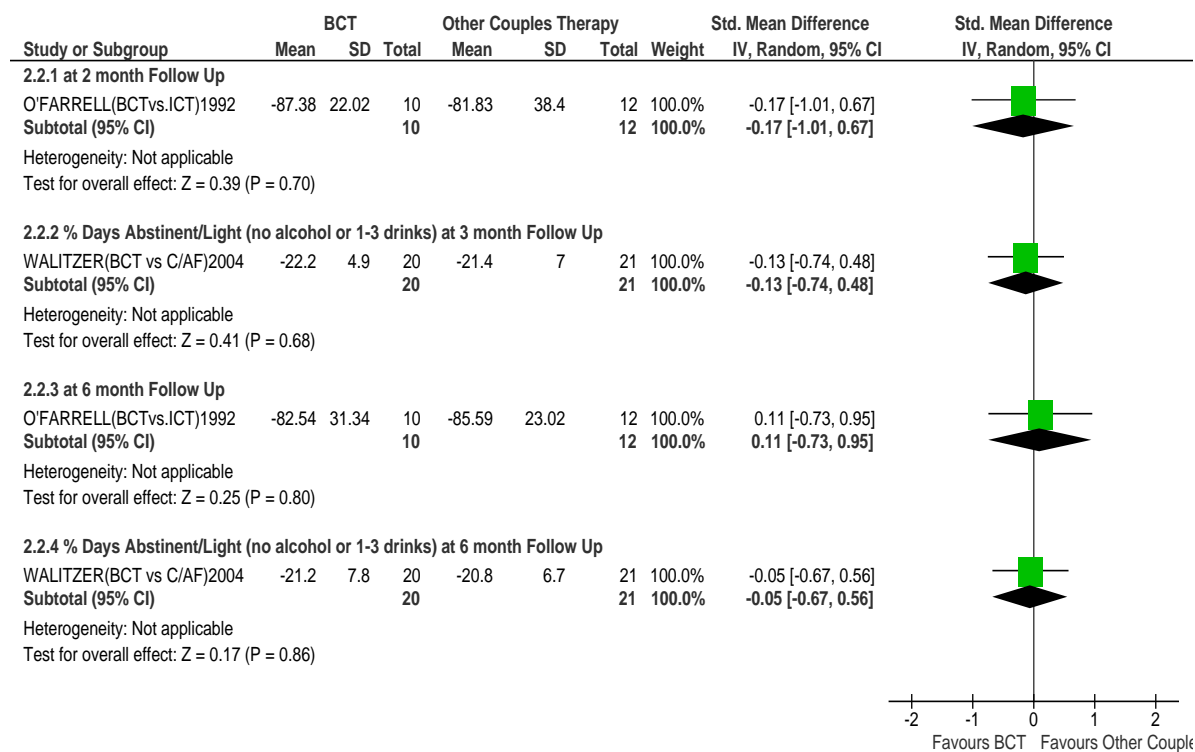 BCT Other Couples Therapy Std. Mean Difference Std. Mean Difference
Study or Subgroup Mean SD Total Mean SD Total Weight IV, Random, 95% CI IV, Random, 95% CI
2.2.1 at 2 month Follow Up
O'FARRELL(BCTvs.ICT)1992 -87.38 22.02 10 -81.83 38.4 12 100.0% -0.17 [-1.01, 0.67]
Subtotal (95% CI) 10 12 100.0% -0.17 [-1.01, 0.67]
Heterogeneity: Not applicable
Test for overall effect: Z = 0.39 (P = 0.70)
2.2.2 % Days Abstinent/Light (no alcohol or 1-3 drinks) at 3 month Follow Up
WALITZER(BCT vs C/AF)2004 -22.2 4.9 20 -21.4 7 21 100.0% -0.13 [-0.74, 0.48]
Subtotal (95% CI) 20 21 100.0% -0.13 [-0.74, 0.48]
Heterogeneity: Not applicable
Test for overall effect: Z = 0.41 (P = 0.68)
2.2.3 at 6 month Follow Up
O'FARRELL(BCTvs.ICT)1992 -82.54 31.34 10 -85.59 23.02 12 100.0% 0.11 [-0.73, 0.95]
Subtotal (95% CI) 10 12 100.0% 0.11 [-0.73, 0.95]
Heterogeneity: Not applicable
Test for overall effect: Z = 0.25 (P = 0.80)
2.2.4 % Days Abstinent/Light (no alcohol or 1-3 drinks) at 6 month Follow Up
WALITZER(BCT vs C/AF)2004 -21.2 7.8 20 -20.8 6.7 21 100.0% -0.05 [-0.67, 0.56]
Subtotal (95% CI) 20 21 100.0% -0.05 [-0.67, 0.56]
Heterogeneity: Not applicable
Test for overall effect: Z = 0.17 (P = 0.86)
-2 -1 0 1 2
Favours BCT Favours Other Couple